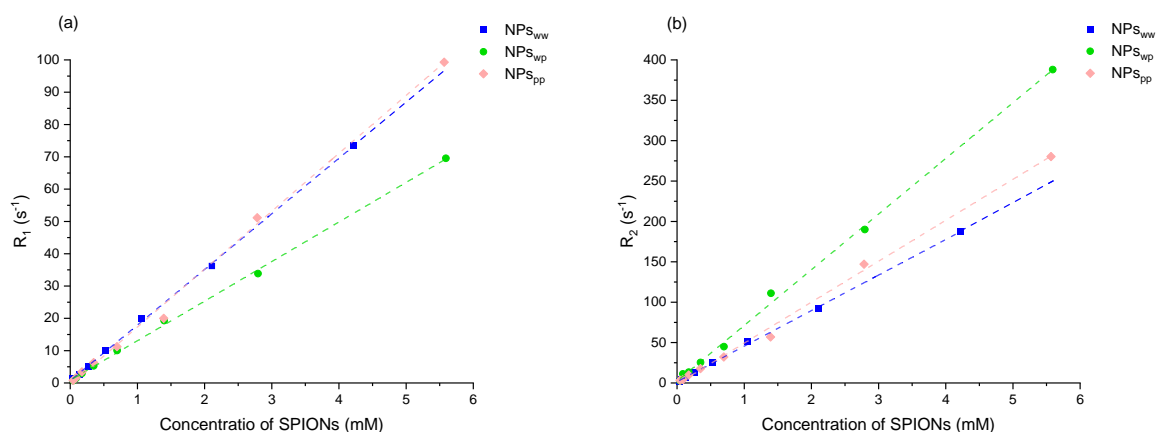 (a)
NPsww
NPswp
NPspp
100
90
80
70
60
50
40
30
20
10
0
R1 (s-1)
0 1 2 3 4 5 6
Concentratio of SPIONs (mM)
(b)
NPsww
NPswp
NPspp
400
350
300
250
200
150
100
50
0
R2 (s-1)
0 1 2 3 4 5 6
Concentration of SPIONs (mM)